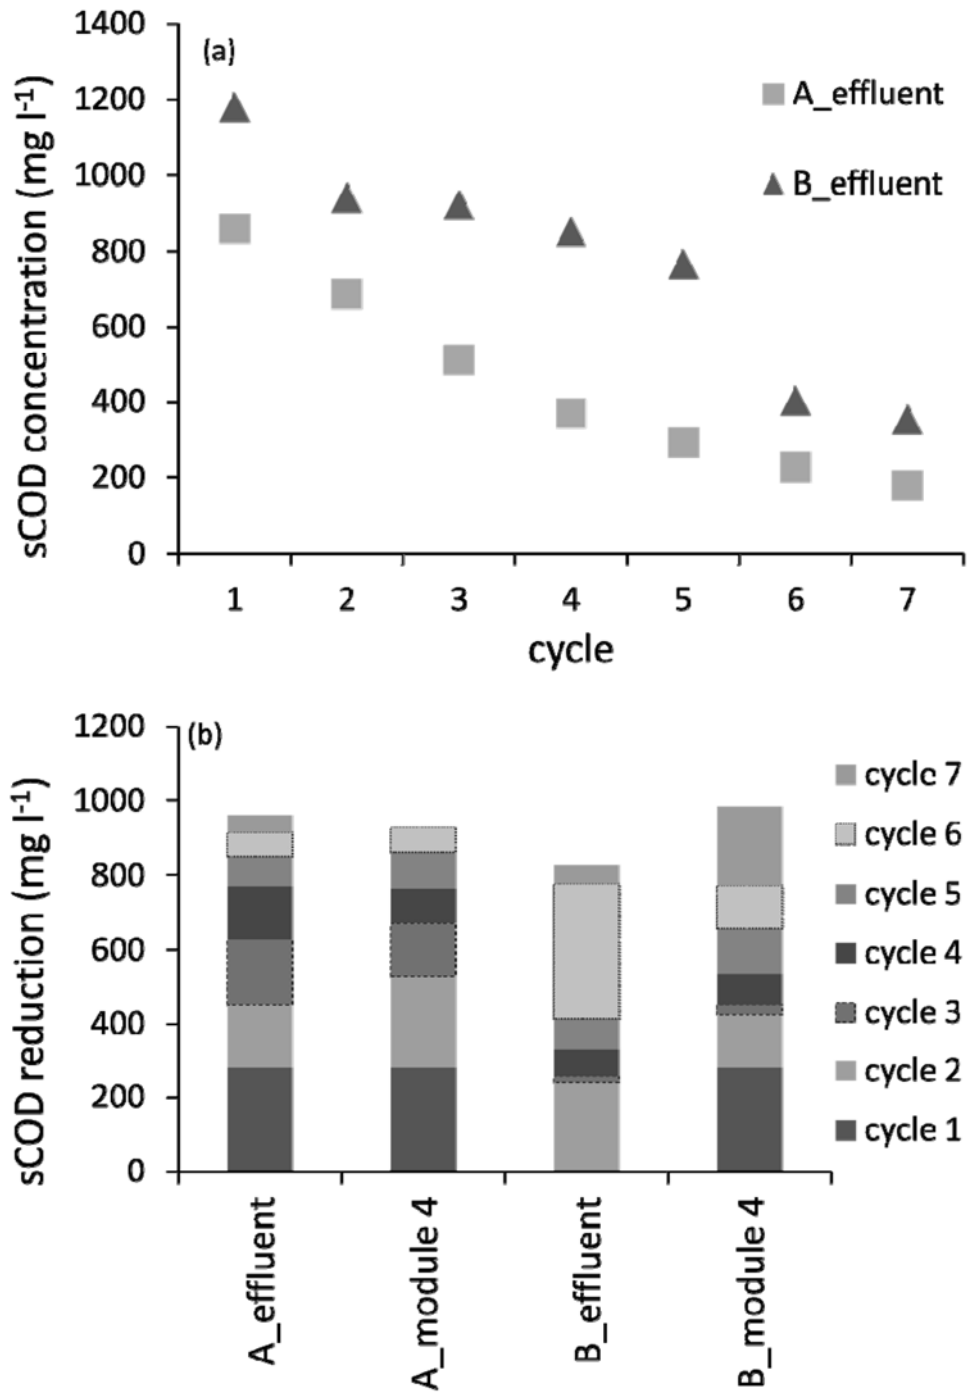 1400
1200
1000
800
600
400
200
0
sCOD concentration (mg l-1)
(a)
A_effluent
B_effluent
1 2 3 4 5 6 7
cycle
1200
1000
800
600
400
200
0
sCOD reduction (mg l-1)
(b)
cycle 7
cycle 6
cycle 5
cycle 4
cycle 3
cycle 2
cycle 1
A_effluent
A_module 4
B_effluent
B_module 4